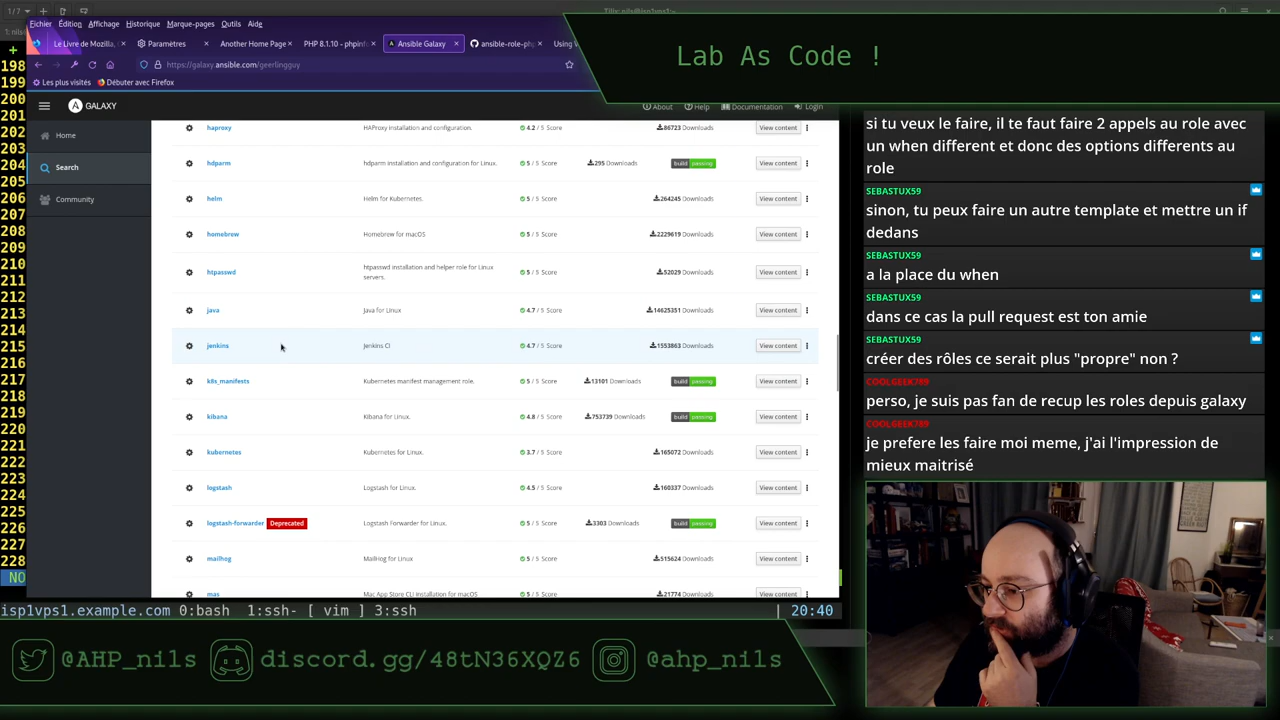 1/7
Tilix: nils@isp1vps1:~
1: nils
Fichier Édition Affichage Historique Marque-pages Outils Aide
Le Livre de Mozilla, × Paramètres × Another Home Page × PHP 8.1.10 - phpinfo × Ansible Galaxy × ansible-role-ph × Using V
https://galaxy.ansible.com/geerlingguy
Les plus visités Débuter avec Firefox
Lab As Code !
GALAXY
About Help Documentation Login
Home
Search
Community
haproxy HAProxy installation and configuration. 4.2 / 5 Score 86723 Downloads View content
hdparm hdparm installation and configuration for Linux. 5 / 5 Score 295 Downloads build passing View content
helm Helm for Kubernetes. 5 / 5 Score 264245 Downloads View content
homebrew Homebrew for macOS 5 / 5 Score 2229619 Downloads View content
htpasswd htpasswd installation and helper role for Linux servers. 5 / 5 Score 52029 Downloads View content
java Java for Linux 4.7 / 5 Score 14625351 Downloads View content
jenkins Jenkins CI 4.7 / 5 Score 1553863 Downloads View content
k8s_manifests Kubernetes manifest management role. 5 / 5 Score 13101 Downloads build passing View content
kibana Kibana for Linux. 4.8 / 5 Score 753739 Downloads build passing View content
kubernetes Kubernetes for Linux. 3.7 / 5 Score 165072 Downloads View content
logstash Logstash for Linux. 4.5 / 5 Score 160337 Downloads View content
logstash-forwarder Deprecated Logstash Forwarder for Linux. 5 / 5 Score 3303 Downloads build passing View content
mailhog MailHog for Linux 5 / 5 Score 515624 Downloads View content
mas Mac App Store CLI installation for macOS 5 / 5 Score 21774 Downloads View content
+
198
199
200
201
202
203
204
205
206
207
208
209
210
211
212
213
214
215
216
217
218
219
220
221
222
223
224
225
226
227
228
NO
isp1vps1.example.com 0:bash 1:ssh- [ vim ] 3:ssh | 20:40
si tu veux le faire, il te faut faire 2 appels au role avec
un when different et donc des options differents au
role
SEBASTUX59
sinon, tu peux faire un autre template et mettre un if
dedans
SEBASTUX59
a la place du when
SEBASTUX59
dans ce cas la pull request est ton amie
SEBASTUX59
créer des rôles ce serait plus "propre" non ?
COOLGEEK789
perso, je suis pas fan de recup les roles depuis galaxy
COOLGEEK789
je prefere les faire moi meme, j'ai l'impression de
mieux maitrisé
@AHP_nils discord.gg/48tN36XQZ6 @ahp_nils